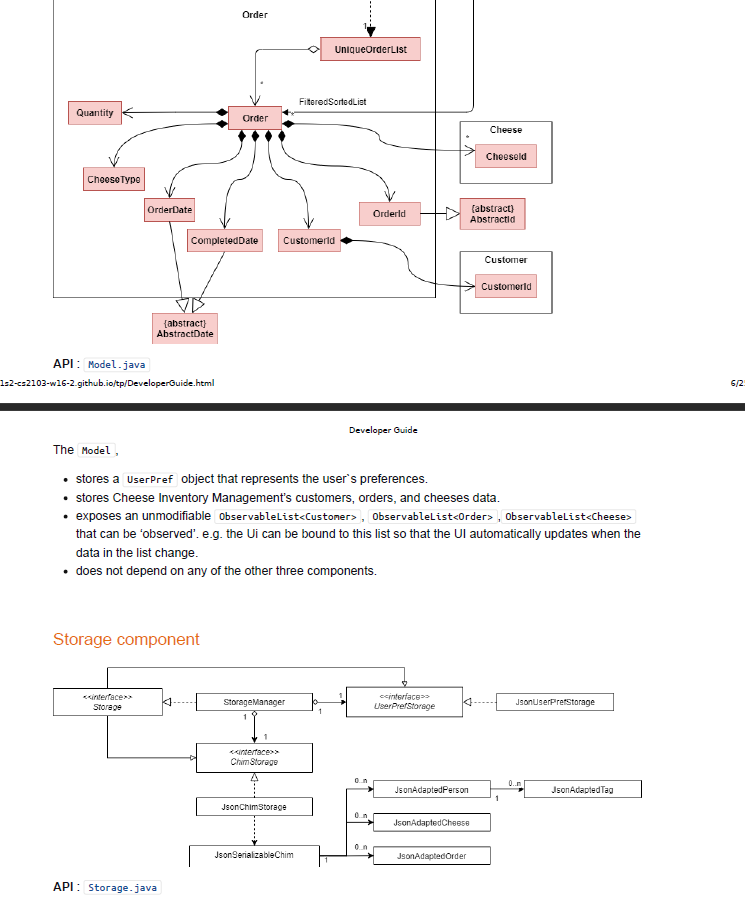 Order
1
UniqueOrderList
*
FilteredSortedList
Quantity
Order
*
Cheese
*
CheeseId
CheeseType
OrderDate
OrderId
{abstract}
AbstractId
CompletedDate
CustomerId
Customer
CustomerId
{abstract}
AbstractDate
API : Model.java
1s2-cs2103-w16-2.github.io/tp/DeveloperGuide.html
6/2
Developer Guide
The Model ,
• stores a UserPref object that represents the user`s preferences.
• stores Cheese Inventory Management's customers, orders, and cheeses data.
• exposes an unmodifiable ObservableList<Customer> , ObservableList<Order> , ObservableList<Cheese>
that can be ‘observed’. e.g. the Ui can be bound to this list so that the UI automatically updates when the
data in the list change.
• does not depend on any of the other three components.
Storage component
<<interface>>
Storage
StorageManager
1
1
<<interface>>
UserPrefStorage
JsonUserPrefStorage
1
1
<<interface>>
ChimStorage
JsonChimStorage
0..n
JsonAdaptedPerson
0..n
1
JsonAdaptedTag
0..n
JsonAdaptedCheese
JsonSerializableChim
1
0..n
JsonAdaptedOrder
API : Storage.java